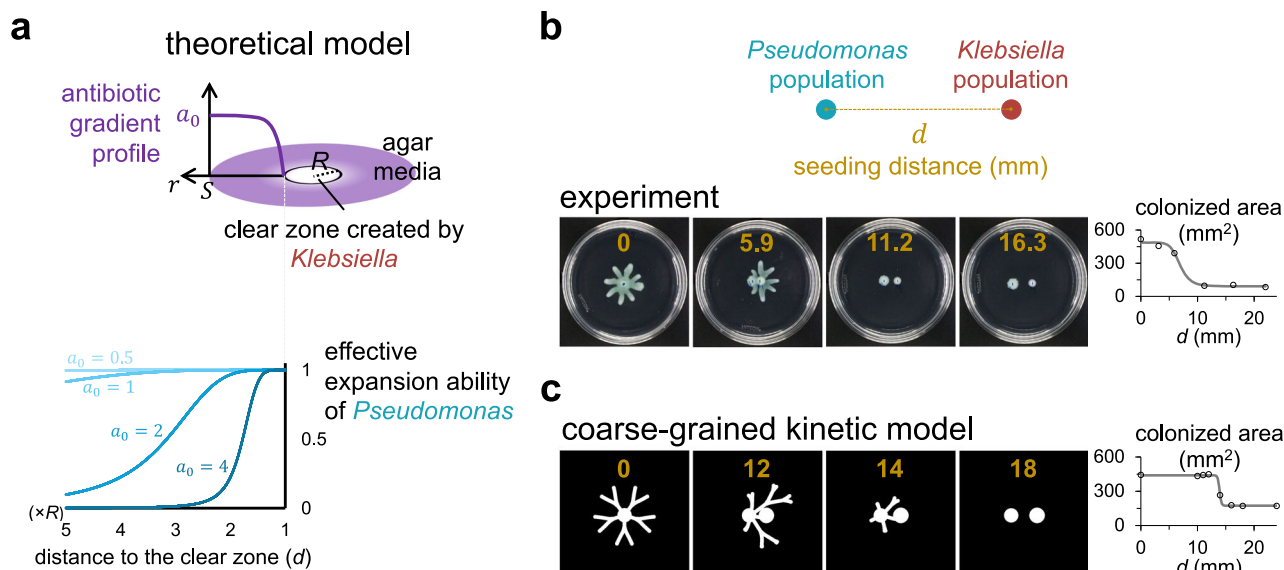 a
theoretical model
antibiotic
gradient
profile
a₀
r
S
R
agar
media
clear zone created by
Klebsiella
a₀ = 0.5
a₀ = 1
a₀ = 2
a₀ = 4
1
0.5
0
effective
expansion ability
of Pseudomonas
(×R)
5 4 3 2 1
distance to the clear zone (d)
b
Pseudomonas
population
Klebsiella
population
d
seeding distance (mm)
experiment
0 5.9 11.2 16.3
colonized area
(mm²)
600
300
0
0 10 20
d (mm)
c
coarse-grained kinetic model
0 12 14 18
colonized area
(mm²)
600
300
0
0 10 20
d (mm)